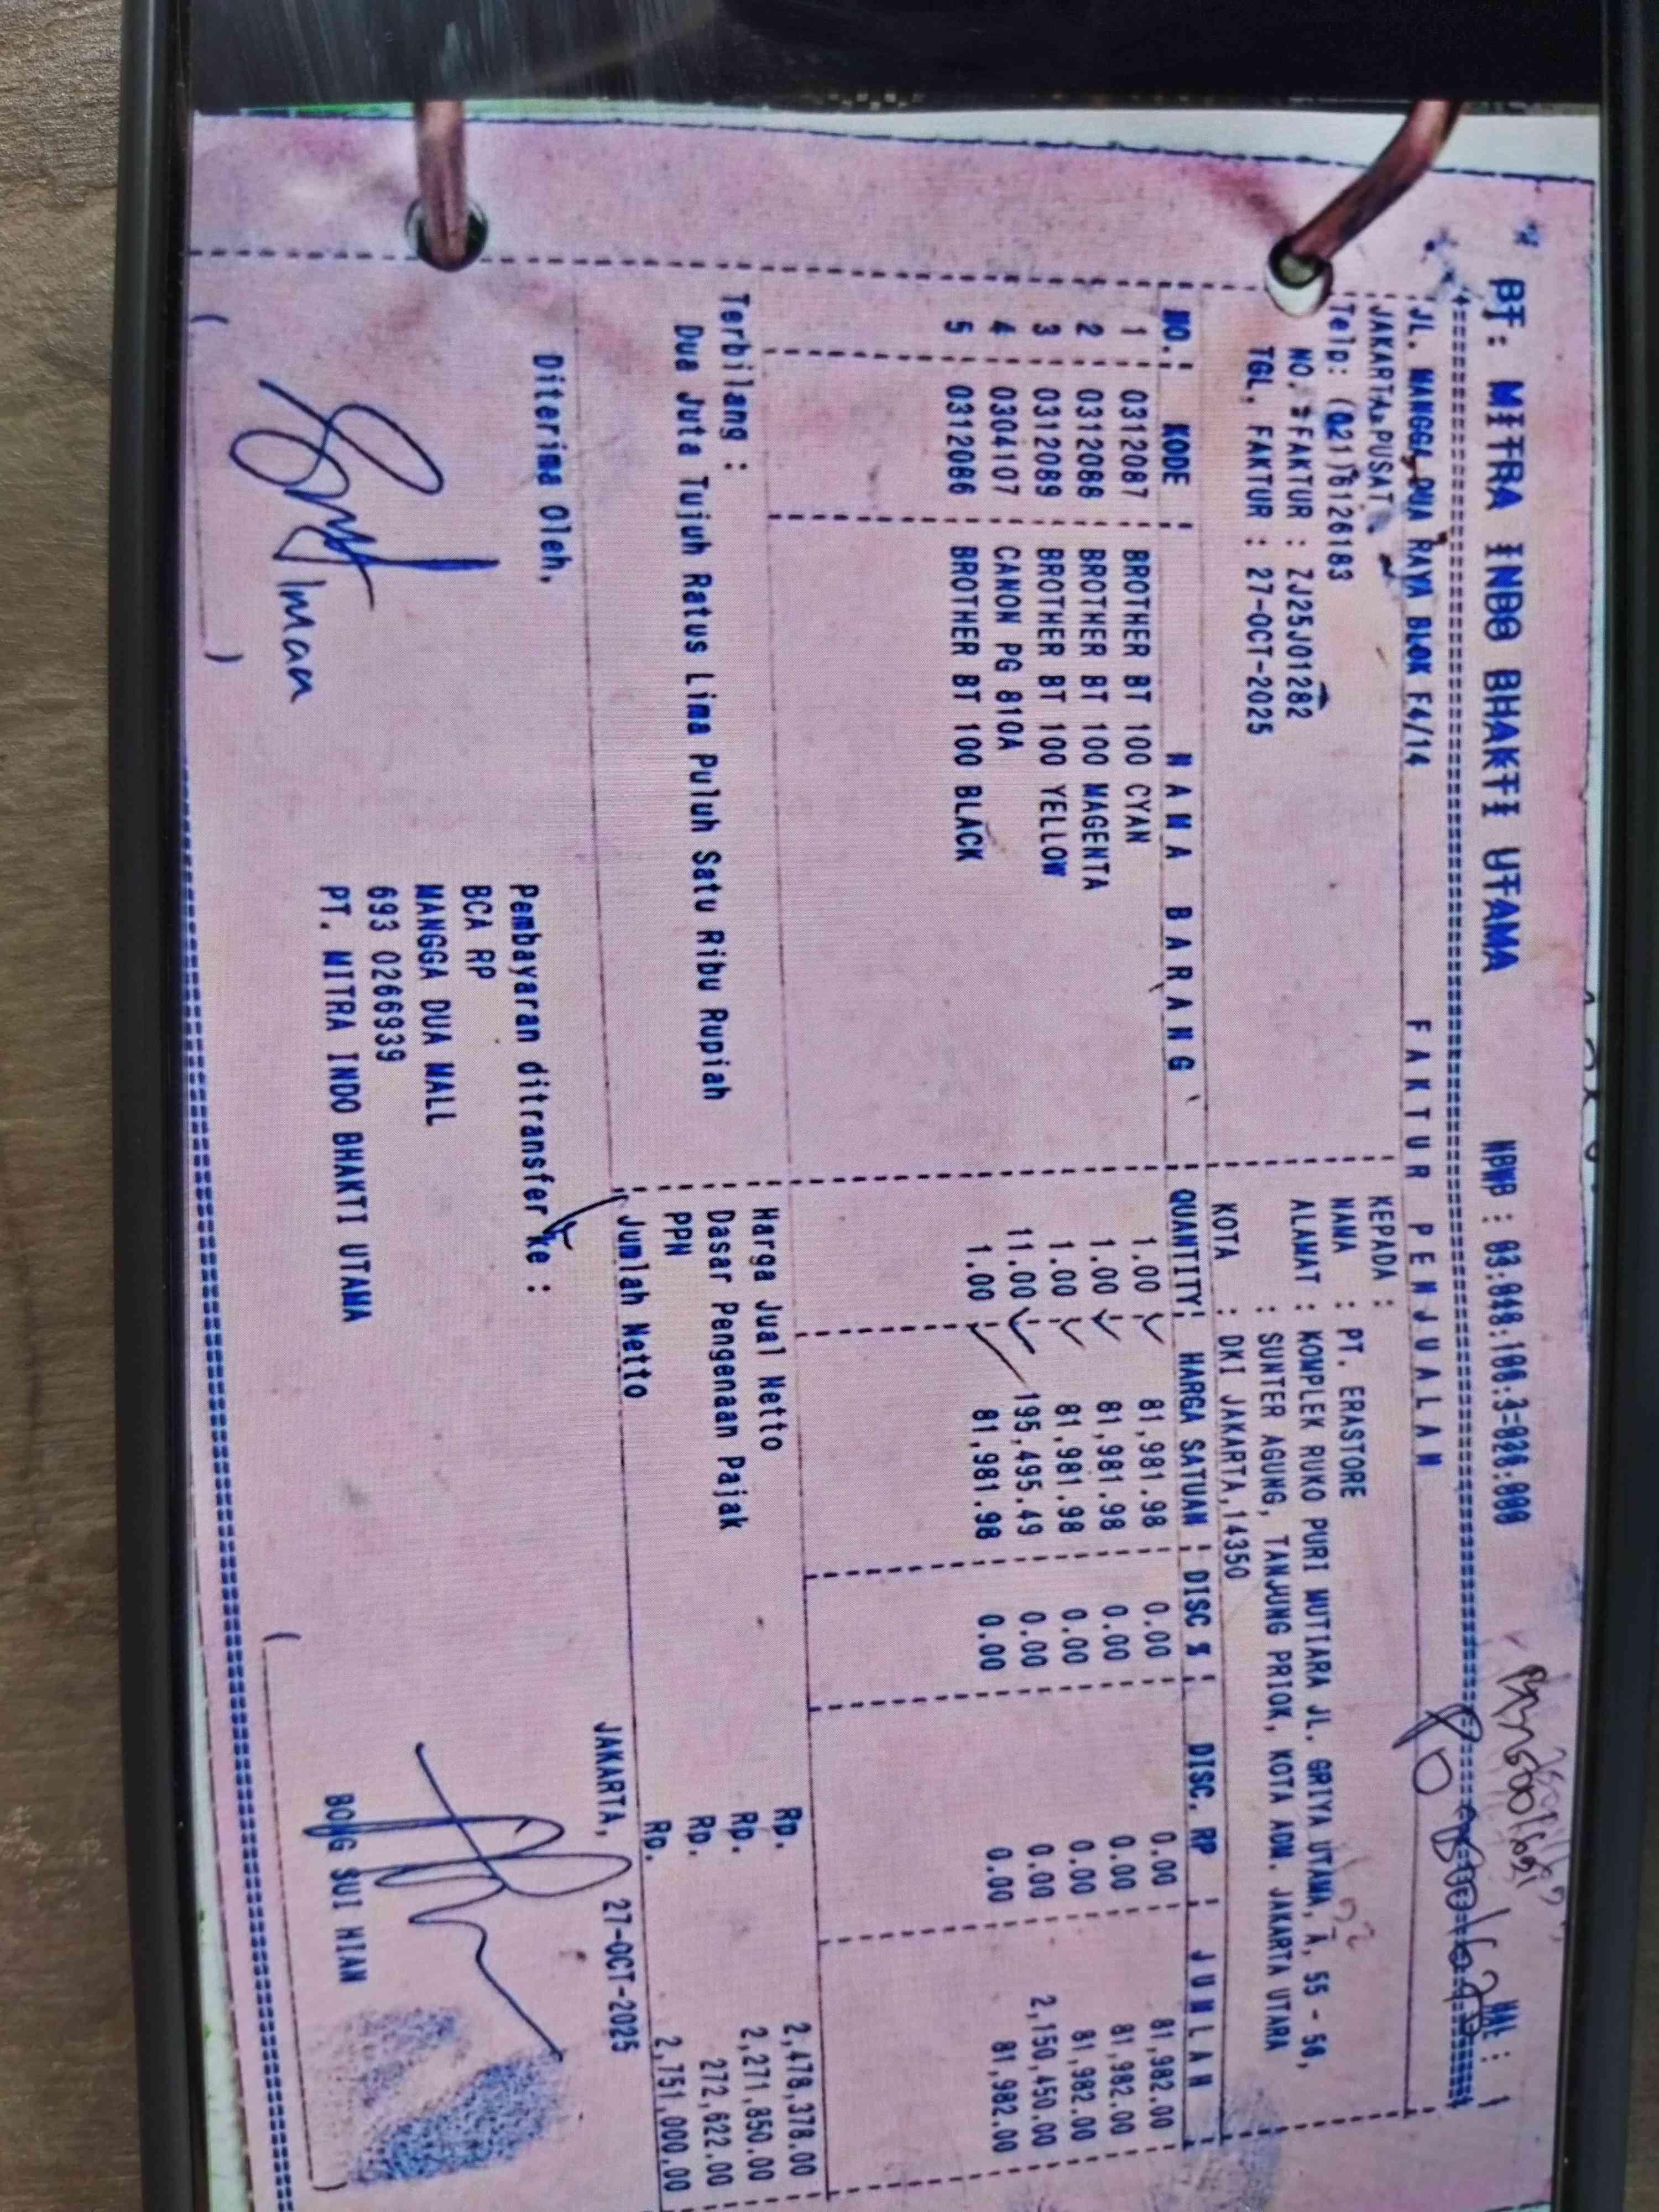 PT. MITRA INDO BHAKTI UTAMA NPWP : HAL : 1
JL. MANGGA DUA RAYA BLOK F4/14
FAKTUR PENJUALAN
JAKARTA PUSAT
Telp: (021)6126183
NO. FAKTUR : ZJ25J01282
TGL. FAKTUR : 27-OCT-2025
KEPADA :
NAMA : PT. ERASTORE
ALAMAT : KOMPLEK RUKO PURI MUTIARA JL. GRIYA UTAMA, A, 55 - 56,
: SUNTER AGUNG, TANJUNG PRIOK, KOTA ADM. JAKARTA UTARA
KOTA : DKI JAKARTA,14350
NO. KODE NAMA BARANG QUANTITY HARGA SATUAN DISC % DISC. RP JUMLAH
1 0312087 BROTHER BT 100 CYAN 1.00 81,981.98 0.00 0.00 81,982.00
2 0312088 BROTHER BT 100 MAGENTA 1.00 81,981.98 0.00 0.00 81,982.00
3 0312089 BROTHER BT 100 YELLOW 1.00 81,981.98 0.00 0.00 81,982.00
4 0304107 CANON PG 810A 11.00 195,495.49 0.00 0.00 2,150,450.00
5 0312086 BROTHER BT 100 BLACK 1.00 81,981.98 0.00 0.00 81,982.00
Terbilang :
Dua Juta Tujuh Ratus Lima Puluh Satu Ribu Rupiah
Harga Jual Netto Rp. 2,478,378.00
Dasar Pengenaan Pajak Rp. 2,271,850.00
PPN Rp. 272,622.00
Jumlah Netto Rp. 2,751,000.00
Diterima Oleh,
Iman
Pembayaran ditransfer ke :
BCA RP
MANGGA DUA MALL
693 0266939
PT. MITRA INDO BHAKTI UTAMA
JAKARTA, 27-OCT-2025
BONG SUI HIAN